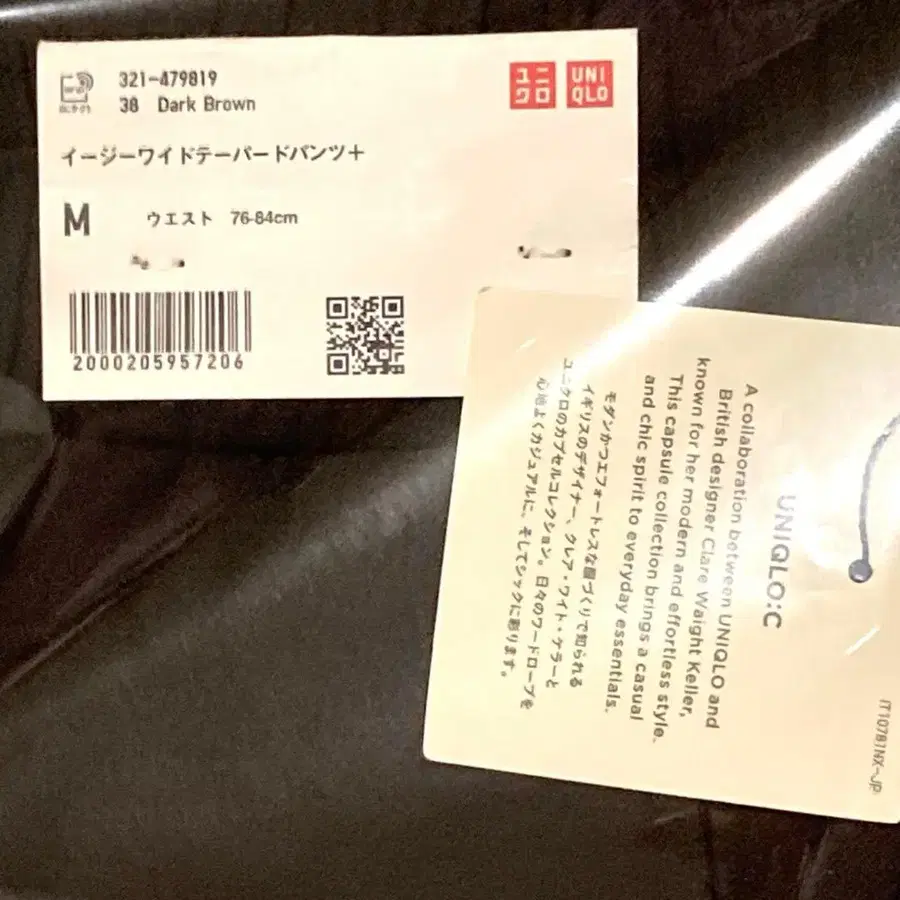 321-479819
38 Dark Brown
ユニ
クロ
UNI
QLO
イージーワイドテーパードパンツ+
M ウエスト 76-84cm
2000205957206
UNIQLO:C
A collaboration between UNIQLO and
British designer Clare Waight Keller,
known for her modern and effortless style.
This capsule collection brings a casual
and chic spirit to everyday essentials.
モダンかつエフォートレスな服づくりで知られる
イギリスのデザイナー、クレア・ワイト・ケラーと
ユニクロのカプセルコレクション。日々のワードローブを
心地よくカジュアルに、そしてシックに彩ります。
IT10781NX-JP